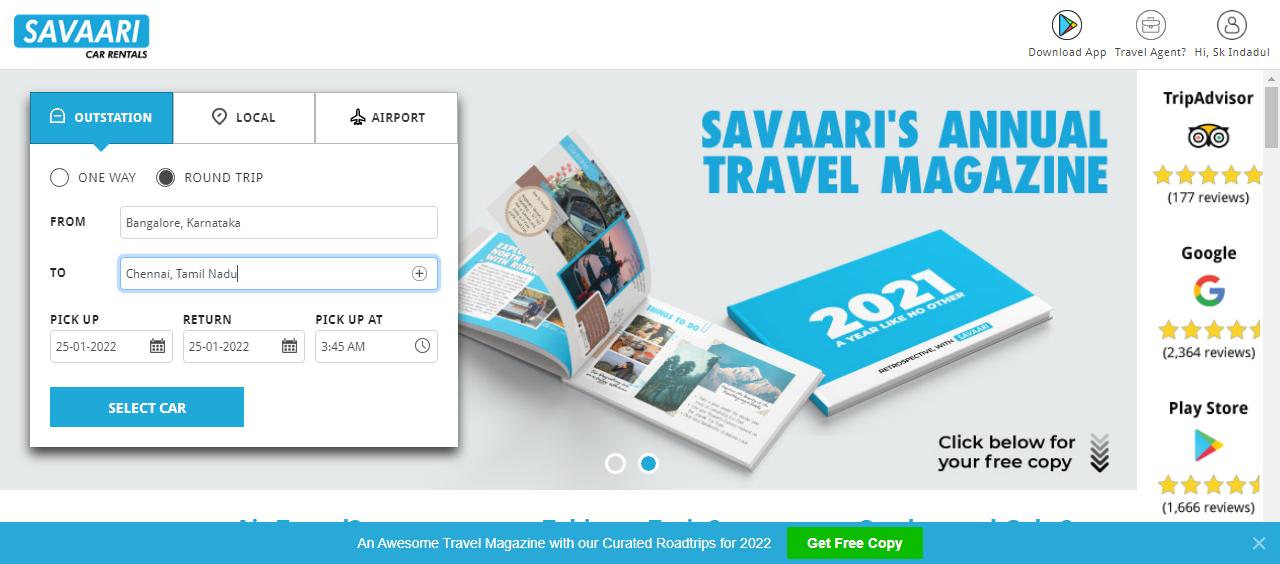 SAVAARI
CAR RENTALS
Download App
Travel Agent?
Hi, Sk Indadul
OUTSTATION
LOCAL
AIRPORT
ONE WAY
ROUND TRIP
FROM
Bangalore, Karnataka
TO
Chennai, Tamil Nadu
PICK UP
RETURN
PICK UP AT
25-01-2022
25-01-2022
3:45 AM
SELECT CAR
SAVAARI'S ANNUAL
TRAVEL MAGAZINE
THINGS TO DO
2021
A YEAR LIKE NO OTHER
RETROSPECTIVE, WITH SAVAARI
Click below for
your free copy
TripAdvisor
(177 reviews)
Google
(2,364 reviews)
Play Store
(1,666 reviews)
An Awesome Travel Magazine with our Curated Roadtrips for 2022
Get Free Copy